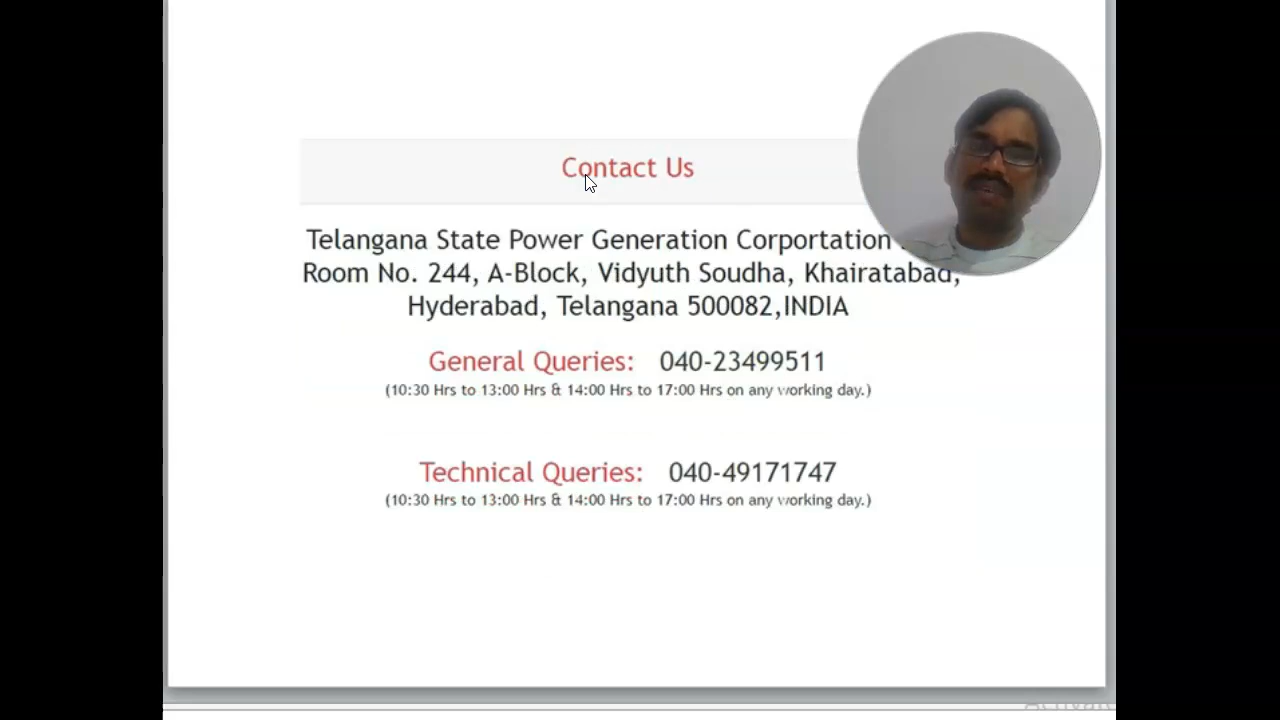 Contact Us
Telangana State Power Generation Corportation
Room No. 244, A-Block, Vidyuth Soudha, Khairatabad,
Hyderabad, Telangana 500082,INDIA
General Queries: 040-23499511
(10:30 Hrs to 13:00 Hrs & 14:00 Hrs to 17:00 Hrs on any working day.)
Technical Queries: 040-49171747
(10:30 Hrs to 13:00 Hrs & 14:00 Hrs to 17:00 Hrs on any working day.)